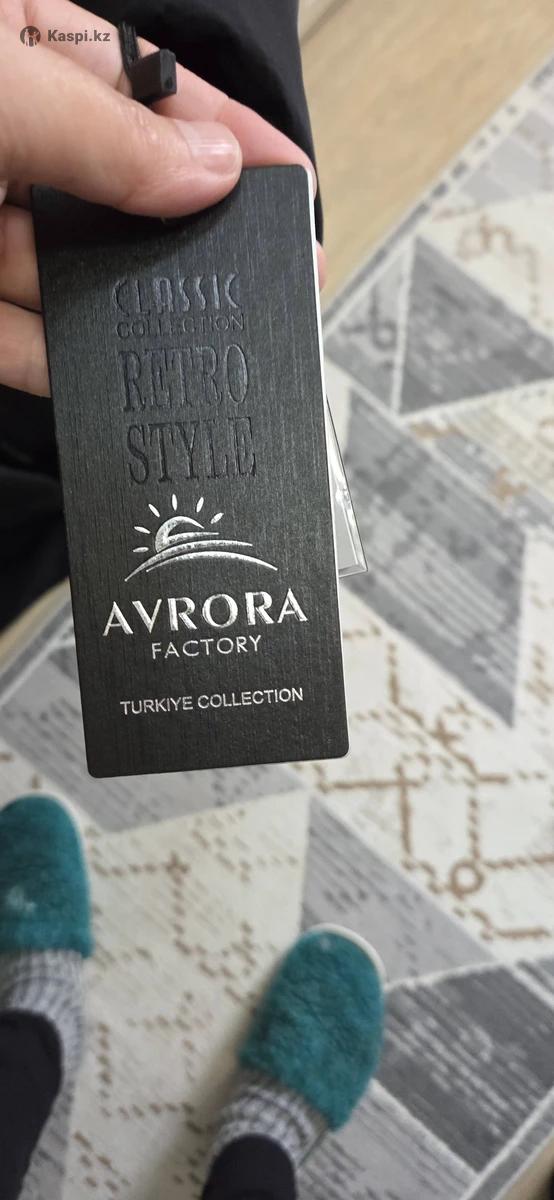 Kaspi.kz
CLASSIC
COLLECTION
RETRO
STYLE
AVRORA
FACTORY
TURKIYE COLLECTION